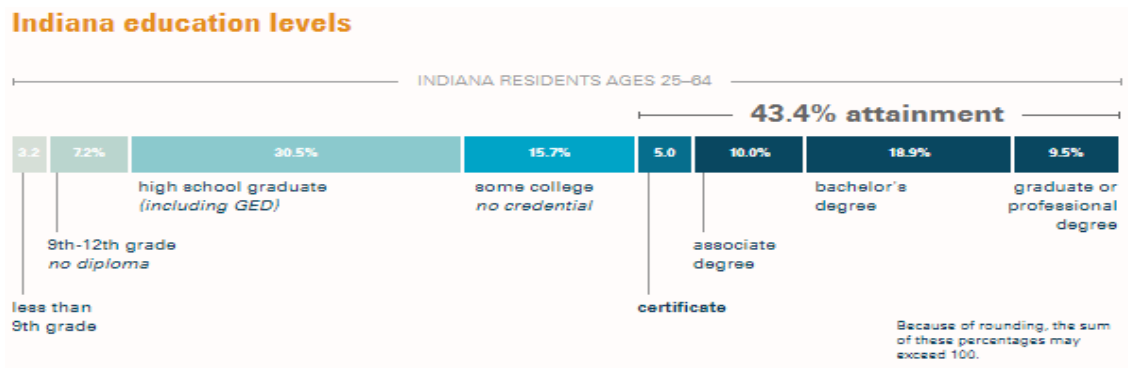 Indiana education levels
INDIANA RESIDENTS AGES 25–64
43.4% attainment
3.2
7.2%
30.5%
15.7%
5.0
10.0%
18.9%
9.5%
high school graduate
(including GED)
some college
no credential
bachelor's
degree
graduate or
professional
degree
9th-12th grade
no diploma
associate
degree
less than
9th grade
certificate
Because of rounding, the sum
of these percentages may
exceed 100.